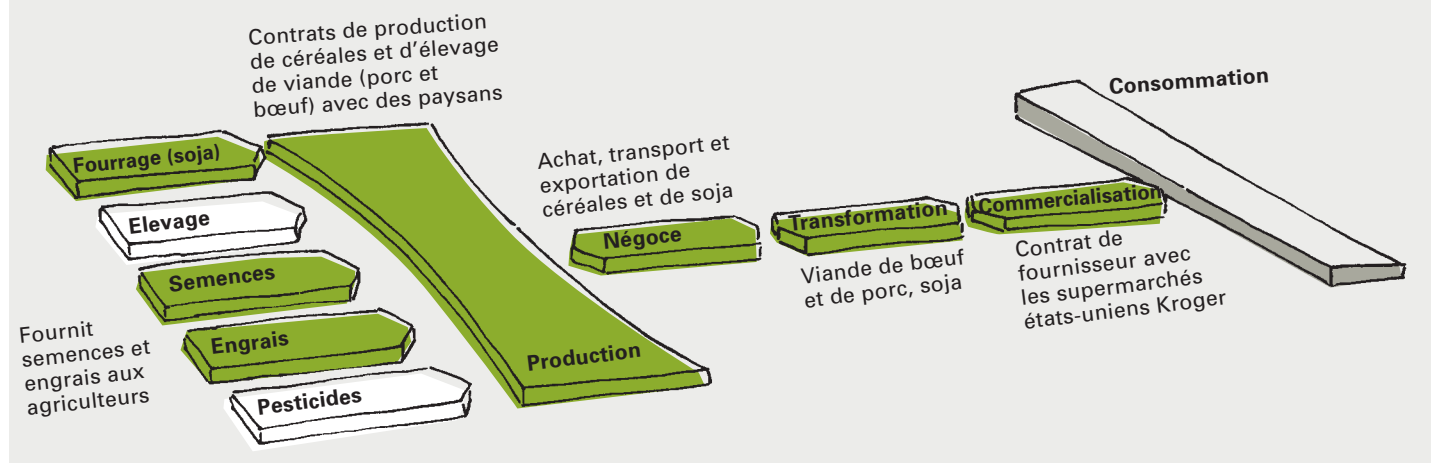 Contrats de production
de céréales et d’élevage
de viande (porc et
bœuf) avec des paysans
Fourrage (soja)
Elevage
Semences
Engrais
Pesticides
Fournit
semences et
engrais aux
agriculteurs
Production
Achat, transport et
exportation de
céréales et de soja
Négoce
Transformation
Viande de bœuf
et de porc, soja
Commercialisation
Contrat de
fournisseur avec
les supermarchés
états-uniens Kroger
Consommation